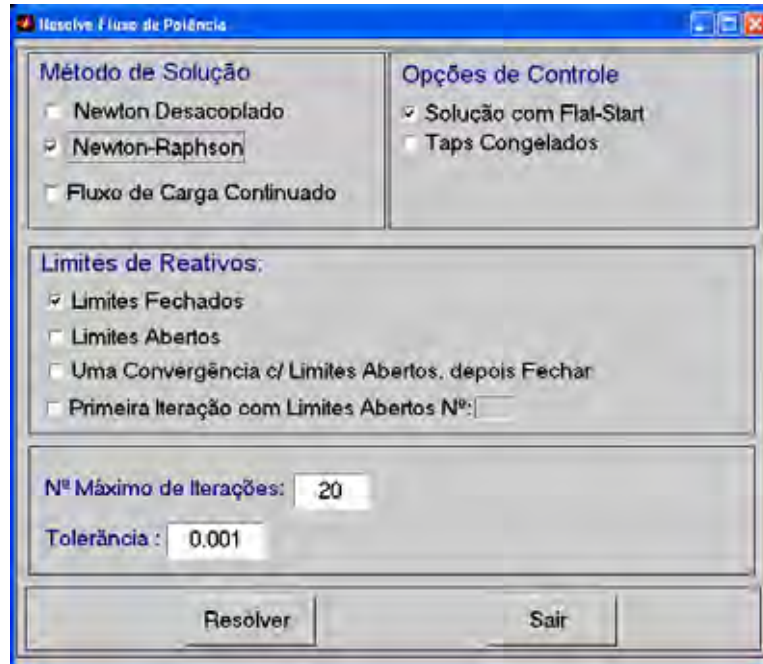 Resolve Fluxo de Potência
Método de Solução
Newton Desacoplado
Newton-Raphson
Fluxo de Carga Continuado
Opções de Controle
Solução com Flat-Start
Taps Congelados
Limites de Reativos:
Limites Fechados
Limites Abertos
Uma Convergência c/ Limites Abertos, depois Fechar
Primeira Iteração com Limites Abertos Nº:
Nº Máximo de Iterações: 20
Tolerância : 0.001
Resolver Sair